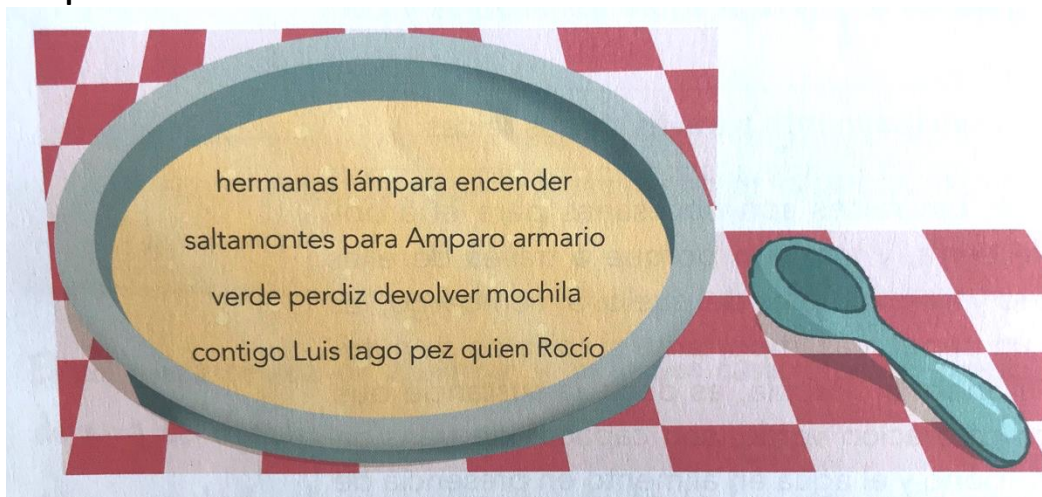 hermanas lámpara encender
saltamontes para Amparo armario
verde perdiz devolver mochila
contigo Luis lago pez quien Rocío